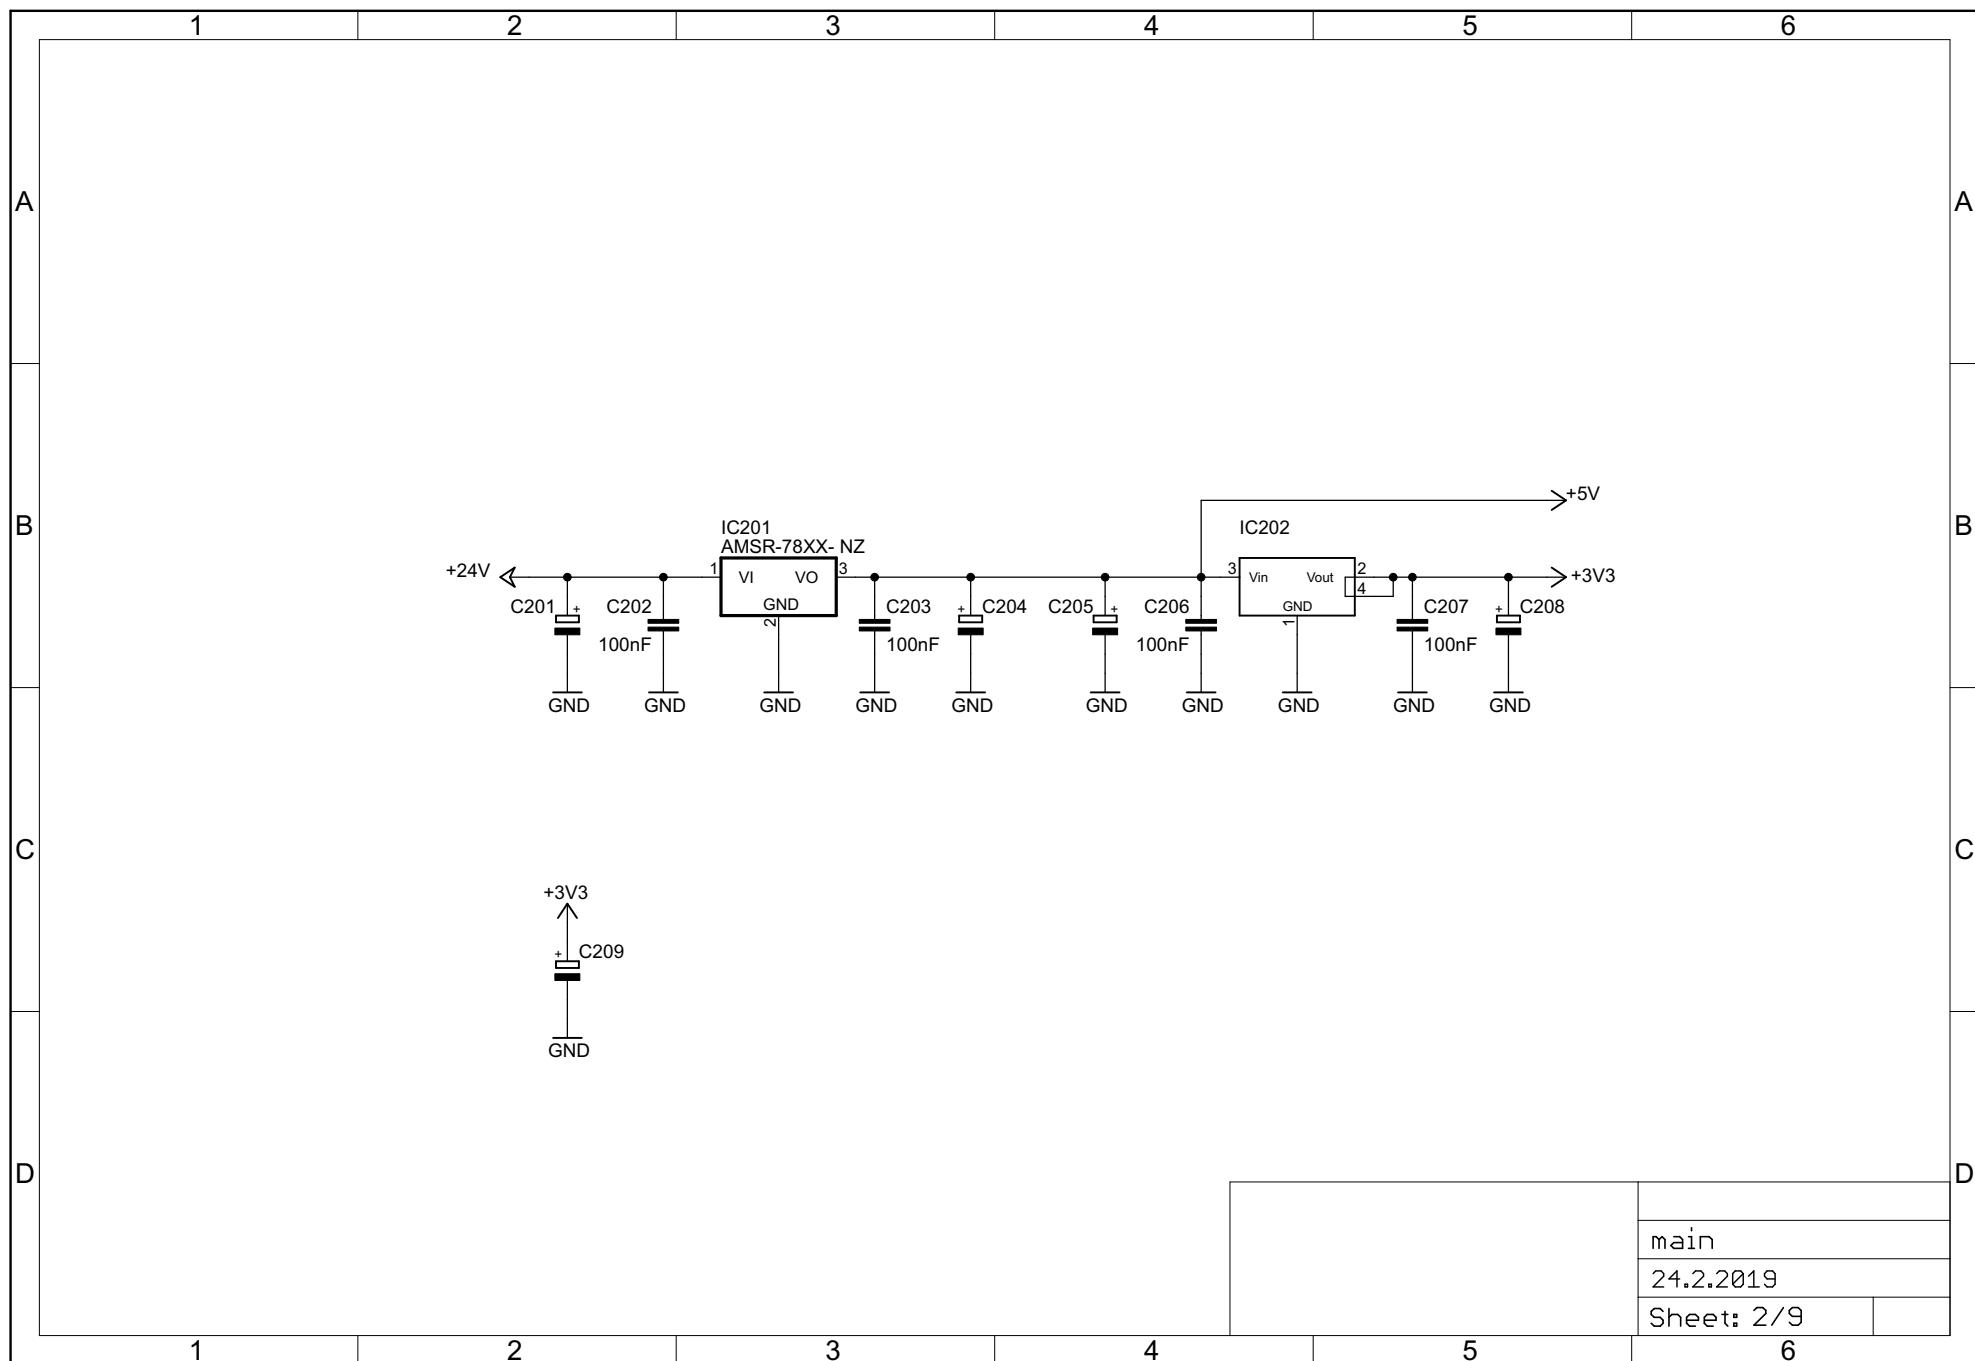 1 2 3 4 5 6
A A
+5V
B IC201 IC202 B
AMSR-78XX- NZ
+24V 1 VI VO 3 3 Vin Vout 2 +3V3
4
C201 + C202 GND C203 + C204 C205 + C206 GND C207 + C208
2 1
100nF 100nF 100nF 100nF
GND GND GND GND GND GND GND GND GND GND
C C
+3V3
+ C209
GND
D D
main
24.2.2019
Sheet: 2/9
1 2 3 4 5 6